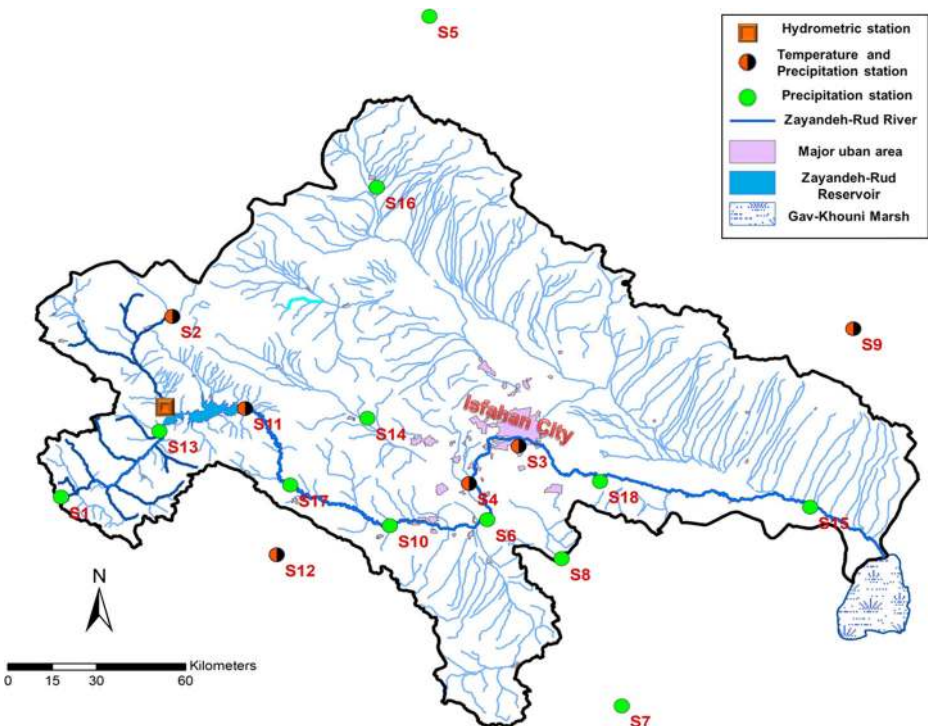 S5
Hydrometric station
Temperature and
Precipitation station
Precipitation station
Zayandeh-Rud River
Major uban area
Zayandeh-Rud
Reservoir
Gav-Khouni Marsh
S16
S2
S9
Isfahan City
S11
S13
S14
S3
S1
S17
S4
S18
S15
S10
S6
S12
S8
N
Kilometers
0 15 30 60
S7